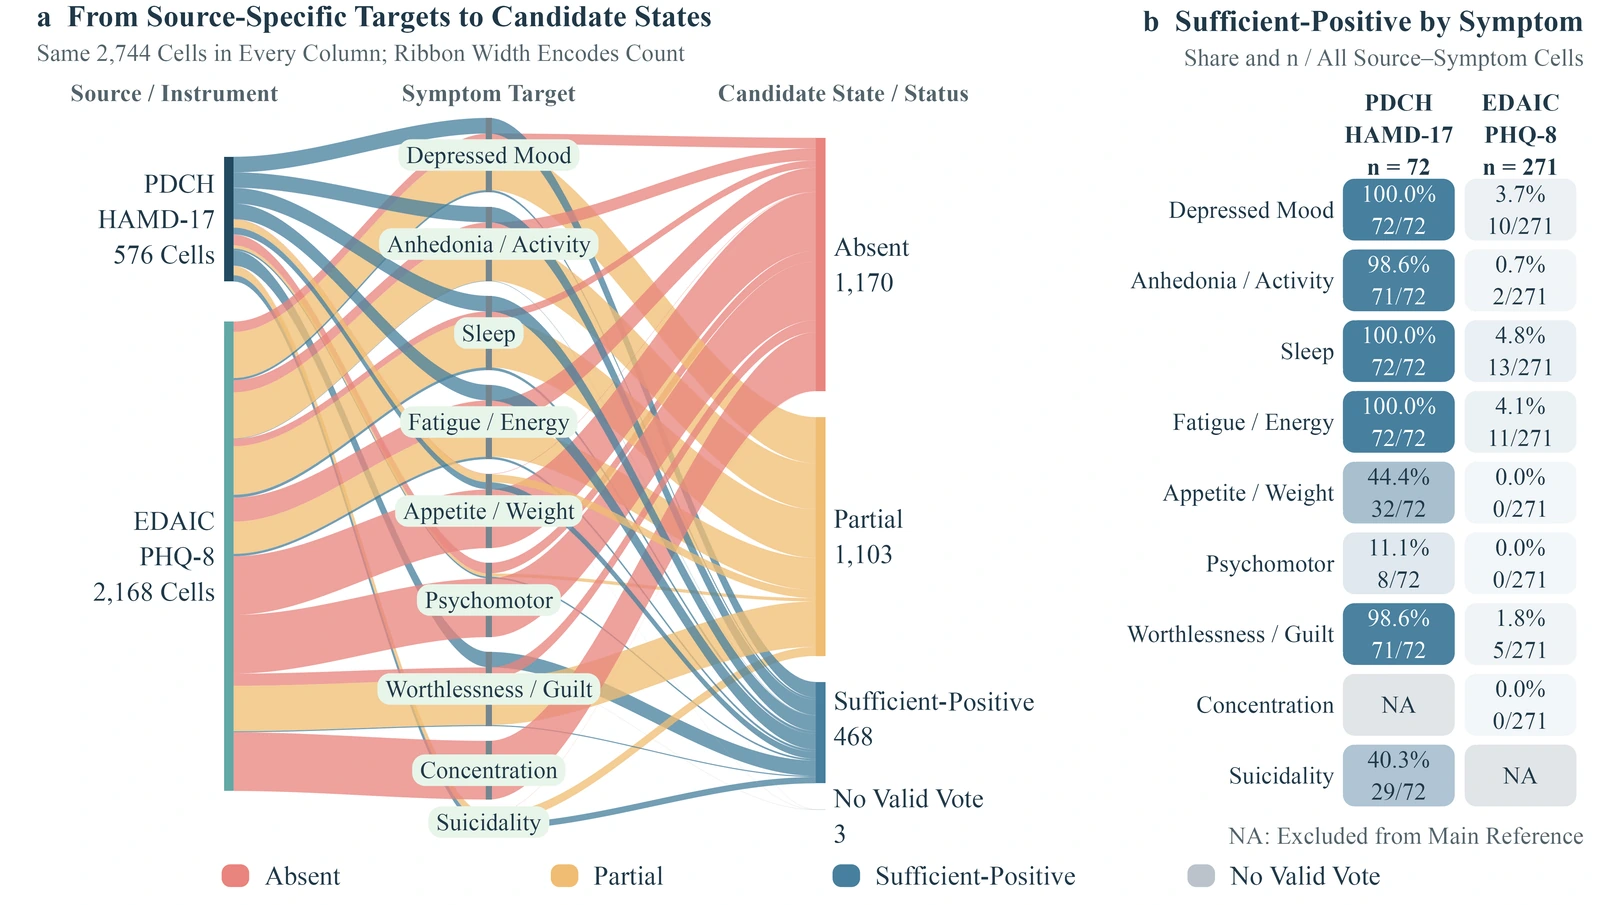 a From Source-Specific Targets to Candidate States
Same 2,744 Cells in Every Column; Ribbon Width Encodes Count
Source / Instrument
Symptom Target
Candidate State / Status
PDCH
HAMD-17
576 Cells
EDAIC
PHQ-8
2,168 Cells
Depressed Mood
Anhedonia / Activity
Sleep
Fatigue / Energy
Appetite / Weight
Psychomotor
Worthlessness / Guilt
Concentration
Suicidality
Absent
1,170
Partial
1,103
Sufficient-Positive
468
No Valid Vote
3
b Sufficient-Positive by Symptom
Share and n / All Source–Symptom Cells
PDCH
HAMD-17
n = 72
EDAIC
PHQ-8
n = 271
Depressed Mood
100.0%
72/72
3.7%
10/271
Anhedonia / Activity
98.6%
71/72
0.7%
2/271
Sleep
100.0%
72/72
4.8%
13/271
Fatigue / Energy
100.0%
72/72
4.1%
11/271
Appetite / Weight
44.4%
32/72
0.0%
0/271
Psychomotor
11.1%
8/72
0.0%
0/271
Worthlessness / Guilt
98.6%
71/72
1.8%
5/271
Concentration
NA
0.0%
0/271
Suicidality
40.3%
29/72
NA
NA: Excluded from Main Reference
Absent
Partial
Sufficient-Positive
No Valid Vote